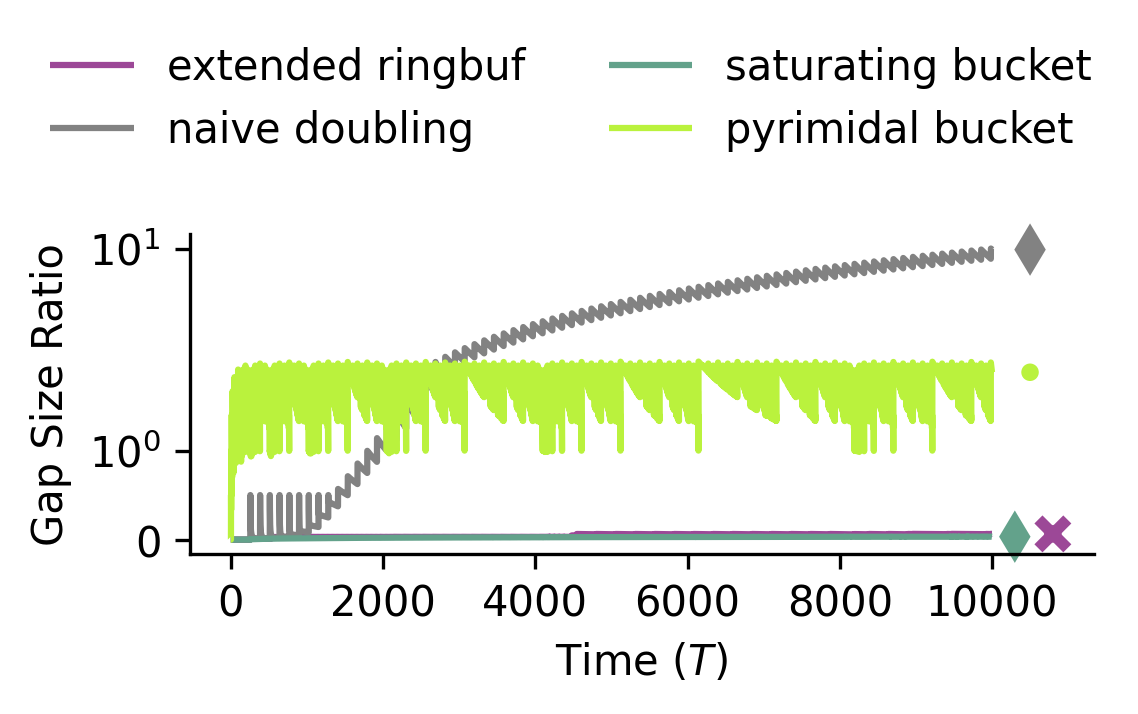 extended ringbuf
naive doubling
saturating bucket
pyrimidal bucket
Gap Size Ratio
10¹
10⁰
0
0 2000 4000 6000 8000 10000
Time (T)